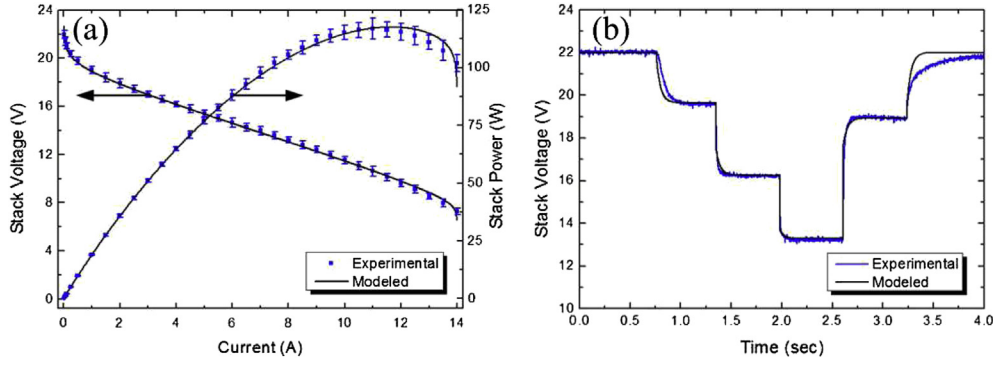 (a)
Stack Voltage (V)
24
20
16
12
8
4
0
125
100
75
50
25
0
Stack Power (W)
Experimental
Modeled
0 2 4 6 8 10 12 14
Current (A)
(b)
Stack Voltage (V)
24
22
20
18
16
14
12
10
Experimental
Modeled
0.0 0.5 1.0 1.5 2.0 2.5 3.0 3.5 4.0
Time (sec)